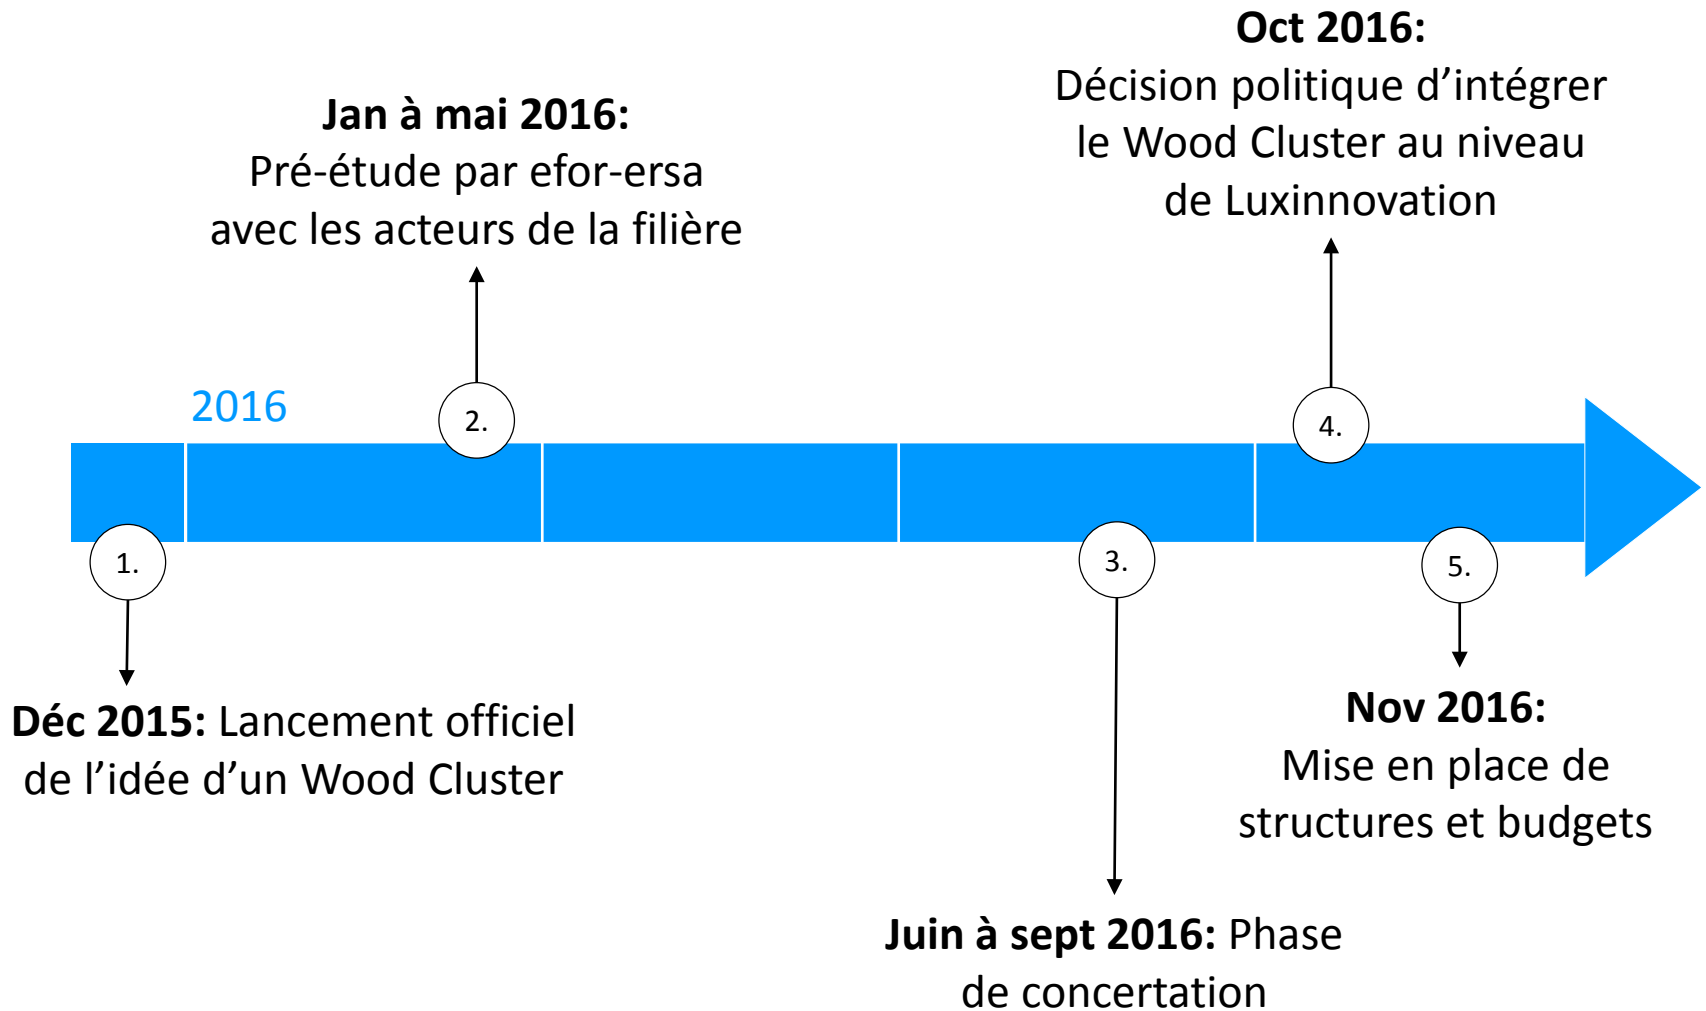 Oct 2016:
Décision politique d’intégrer
le Wood Cluster au niveau
de Luxinnovation
Jan à mai 2016:
Pré-étude par efor-ersa
avec les acteurs de la filière
2016
2.
4.
1.
3.
5.
Déc 2015: Lancement officiel
de l’idée d’un Wood Cluster
Nov 2016:
Mise en place de
structures et budgets
Juin à sept 2016: Phase
de concertation